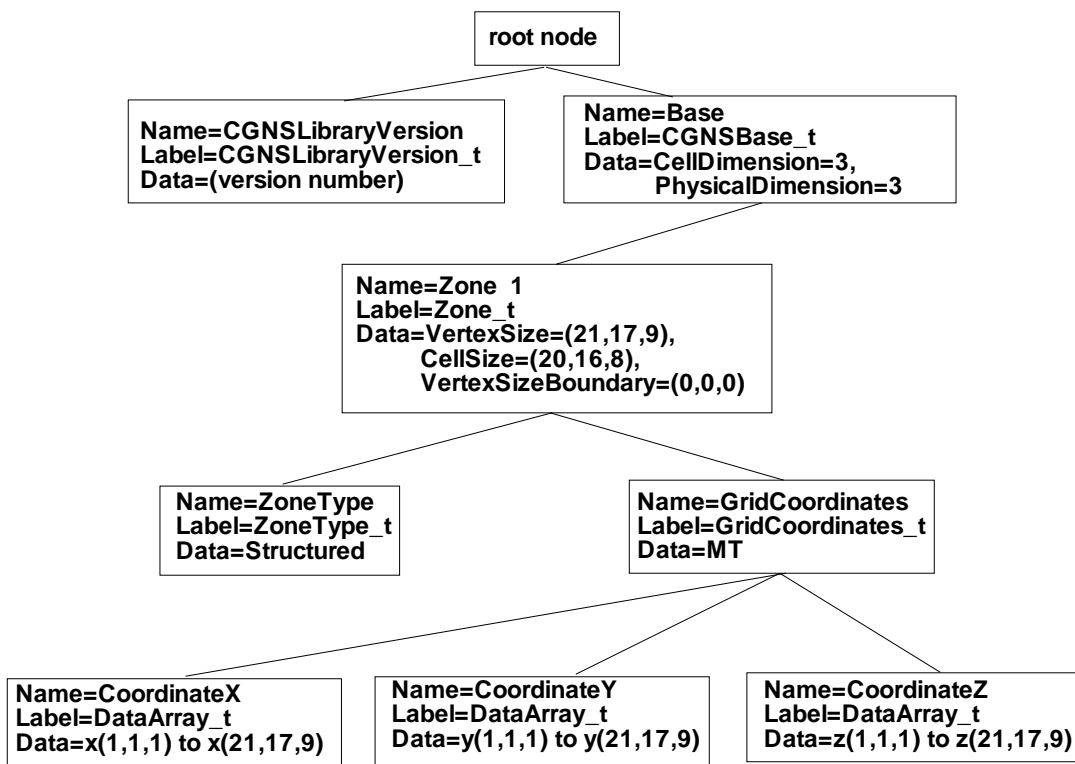 root node
Name=CGNSLibraryVersion
Label=CGNSLibraryVersion_t
Data=(version number)
Name=Base
Label=CGNSBase_t
Data=CellDimension=3,
PhysicalDimension=3
Name=Zone 1
Label=Zone_t
Data=VertexSize=(21,17,9),
CellSize=(20,16,8),
VertexSizeBoundary=(0,0,0)
Name=ZoneType
Label=ZoneType_t
Data=Structured
Name=GridCoordinates
Label=GridCoordinates_t
Data=MT
Name=CoordinateX
Label=DataArray_t
Data=x(1,1,1) to x(21,17,9)
Name=CoordinateY
Label=DataArray_t
Data=y(1,1,1) to y(21,17,9)
Name=CoordinateZ
Label=DataArray_t
Data=z(1,1,1) to z(21,17,9)